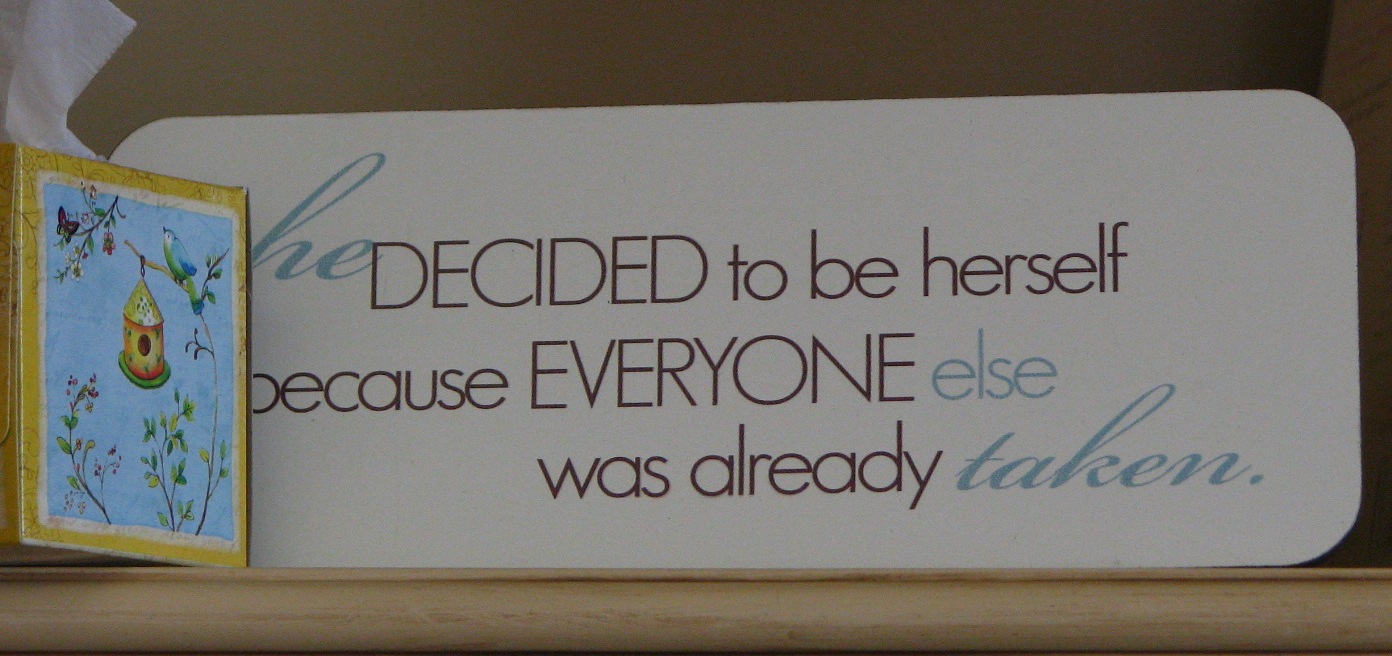 he DECIDED to be herself
because EVERYONE else
was already taken.